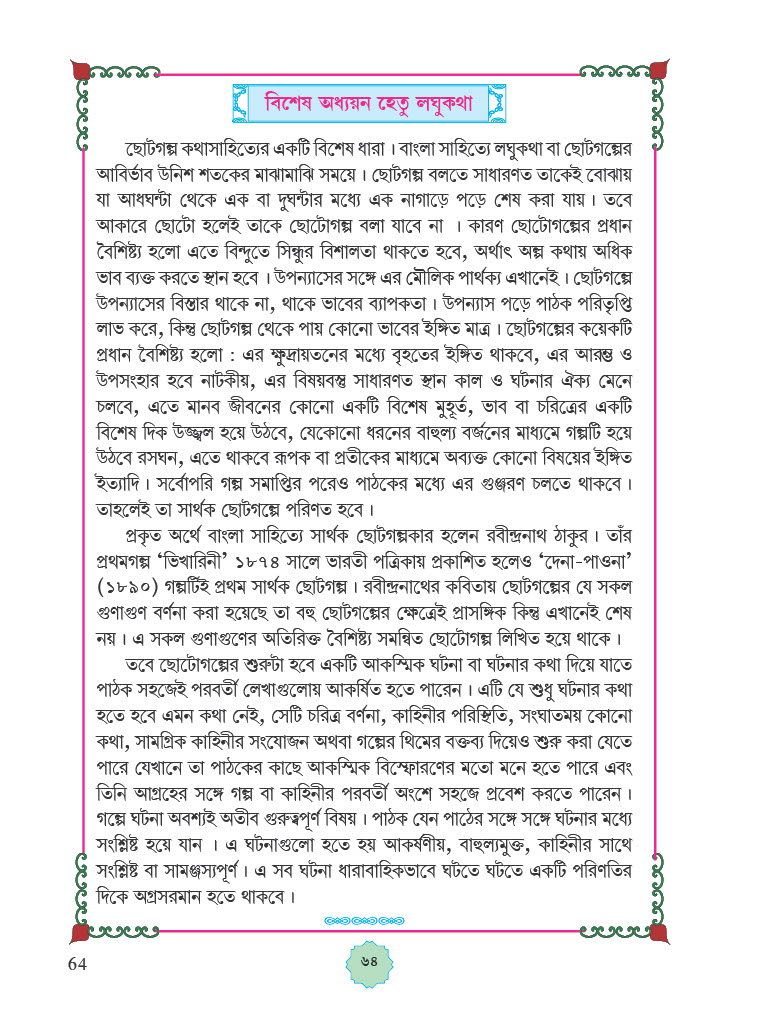 বিশেষ অধ্যয়ন হেতু লঘুকথা
ছোটগল্প কথাসাহিত্যের একটি বিশেষ ধারা । বাংলা সাহিত্যে লঘুকথা বা ছোটগল্পের
আবির্ভাব উনিশ শতকের মাঝামাঝি সময়ে । ছোটগল্প বলতে সাধারণত তাকেই বোঝায়
যা আধঘন্টা থেকে এক বা দুঘন্টার মধ্যে এক নাগাড়ে পড়ে শেষ করা যায় । তবে
আকারে ছোটো হলেই তাকে ছোটোগল্প বলা যাবে না । কারণ ছোটোগল্পের প্রধান
বৈশিষ্ট্য হলো এতে বিন্দুতে সিন্ধুর বিশালতা থাকতে হবে, অর্থাৎ অল্প কথায় অধিক
ভাব ব্যক্ত করতে স্থান হবে । উপন্যাসের সঙ্গে এর মৌলিক পার্থক্য এখানেই । ছোটগল্পে
উপন্যাসের বিস্তার থাকে না, থাকে ভাবের ব্যাপকতা । উপন্যাস পড়ে পাঠক পরিতৃপ্তি
লাভ করে, কিন্তু ছোটগল্প থেকে পায় কোনো ভাবের ইঙ্গিত মাত্র । ছোটগল্পের কয়েকটি
প্রধান বৈশিষ্ট্য হলো : এর ক্ষুদ্রায়তনের মধ্যে বৃহতের ইঙ্গিত থাকবে, এর আরম্ভ ও
উপসংহার হবে নাটকীয়, এর বিষয়বস্তু সাধারণত স্থান কাল ও ঘটনার ঐক্য মেনে
চলবে, এতে মানব জীবনের কোনো একটি বিশেষ মুহূর্ত, ভাব বা চরিত্রের একটি
বিশেষ দিক উজ্জ্বল হয়ে উঠবে, যেকোনো ধরনের বাহুল্য বর্জনের মাধ্যমে গল্পটি হয়ে
উঠবে রসঘন, এতে থাকবে রূপক বা প্রতীকের মাধ্যমে অব্যক্ত কোনো বিষয়ের ইঙ্গিত
ইত্যাদি । সর্বোপরি গল্প সমাপ্তির পরেও পাঠকের মধ্যে এর গুঞ্জরণ চলতে থাকবে ।
তাহলেই তা সার্থক ছোটগল্পে পরিণত হবে ।
প্রকৃত অর্থে বাংলা সাহিত্যে সার্থক ছোটগল্পকার হলেন রবীন্দ্রনাথ ঠাকুর । তাঁর
প্রথমগল্প ‘ভিখারিনী’ ১৮৭৪ সালে ভারতী পত্রিকায় প্রকাশিত হলেও ‘দেনা-পাওনা’
(১৮৯০) গল্পটিই প্রথম সার্থক ছোটগল্প । রবীন্দ্রনাথের কবিতায় ছোটগল্পের যে সকল
গুণাগুণ বর্ণনা করা হয়েছে তা বহু ছোটগল্পের ক্ষেত্রেই প্রাসঙ্গিক কিন্তু এখানেই শেষ
নয় । এ সকল গুণাগুণের অতিরিক্ত বৈশিষ্ট্য সমন্বিত ছোটোগল্প লিখিত হয়ে থাকে ।
তবে ছোটোগল্পের শুরুটা হবে একটি আকস্মিক ঘটনা বা ঘটনার কথা দিয়ে যাতে
পাঠক সহজেই পরবর্তী লেখাগুলোয় আকর্ষিত হতে পারেন । এটি যে শুধু ঘটনার কথা
হতে হবে এমন কথা নেই, সেটি চরিত্র বর্ণনা, কাহিনীর পরিস্থিতি, সংঘাতময় কোনো
কথা, সামগ্রিক কাহিনীর সংযোজন অথবা গল্পের থিমের বক্তব্য দিয়েও শুরু করা যেতে
পারে যেখানে তা পাঠকের কাছে আকস্মিক বিস্ফোরণের মতো মনে হতে পারে এবং
তিনি আগ্রহের সঙ্গে গল্প বা কাহিনীর পরবর্তী অংশে সহজে প্রবেশ করতে পারেন ।
গল্পে ঘটনা অবশ্যই অতীব গুরুত্বপূর্ণ বিষয় । পাঠক যেন পাঠের সঙ্গে সঙ্গে ঘটনার মধ্যে
সংশ্লিষ্ট হয়ে যান । এ ঘটনাগুলো হতে হয় আকর্ষণীয়, বাহুল্যমুক্ত, কাহিনীর সাথে
সংশ্লিষ্ট বা সামঞ্জস্যপূর্ণ । এ সব ঘটনা ধারাবাহিকভাবে ঘটতে ঘটতে একটি পরিণতির
দিকে অগ্রসরমান হতে থাকবে ।
64
৬৪